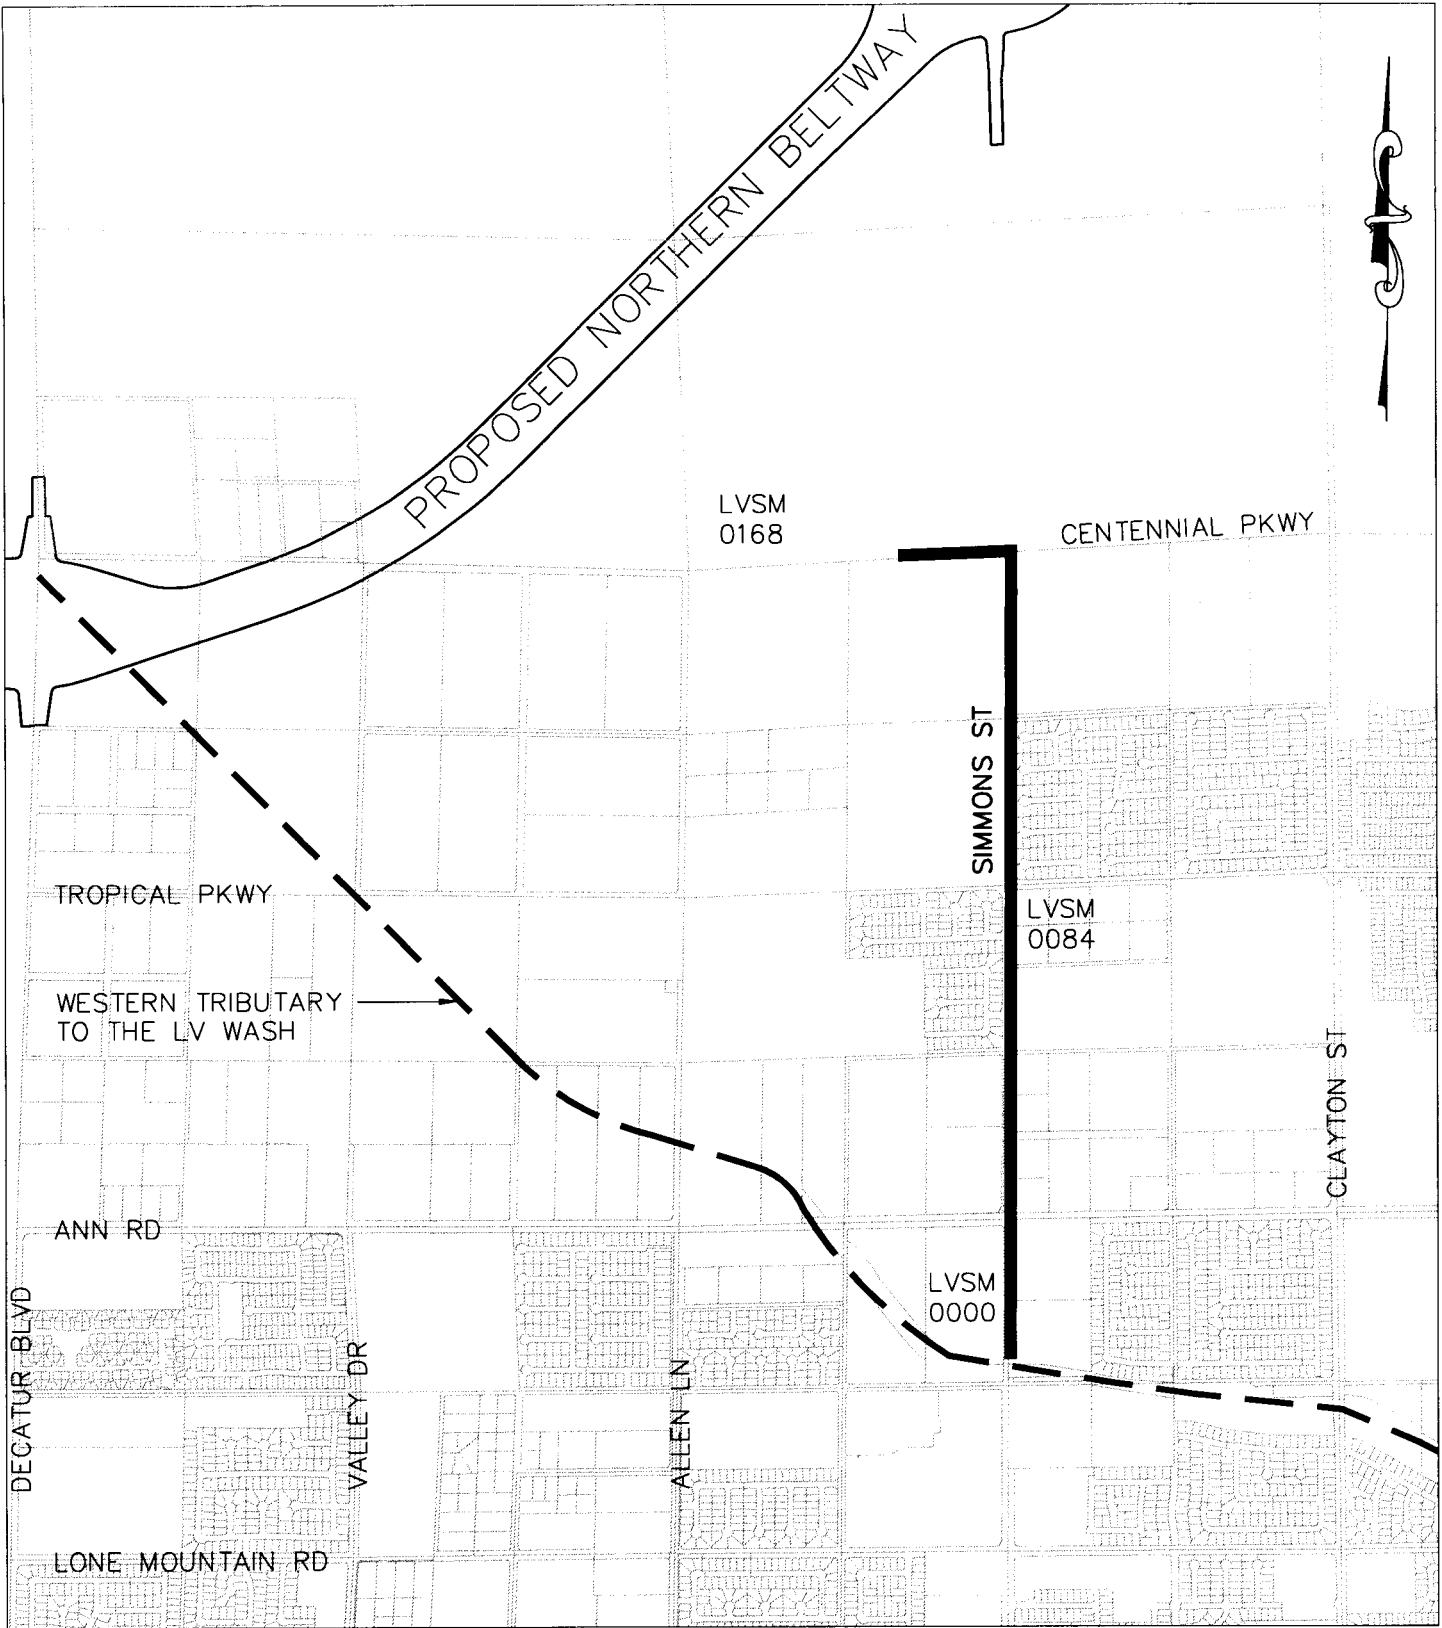 PROPOSED NORTHERN BELTWAY
LVSM
0168
CENTENNIAL PKWY
SIMMONS ST
TROPICAL PKWY
LVSM
0084
WESTERN TRIBUTARY
TO THE LV WASH
CLAYTON ST
ANN RD
LVSM
0000
DECATUR BLVD
VALLEY DR
ALLEN LN
LONE MOUNTAIN RD